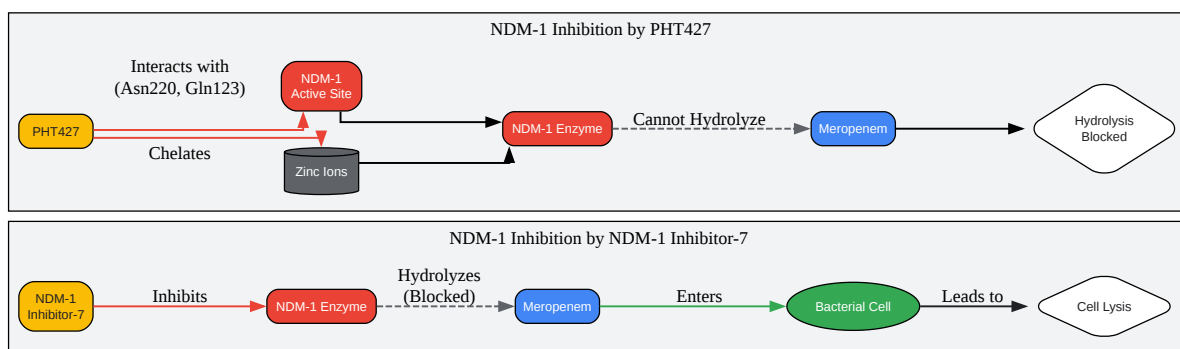 NDM-1 Inhibition by PHT427
Interacts with
(Asn220, Gln123)
NDM-1
Active Site
PHT427
Chelates
Zinc Ions
NDM-1 Enzyme
Cannot Hydrolyze
Meropenem
Hydrolysis
Blocked
NDM-1 Inhibition by NDM-1 Inhibitor-7
NDM-1
Inhibitor-7
Inhibits
NDM-1 Enzyme
Hydrolyzes
(Blocked)
Meropenem
Enters
Bacterial Cell
Leads to
Cell Lysis